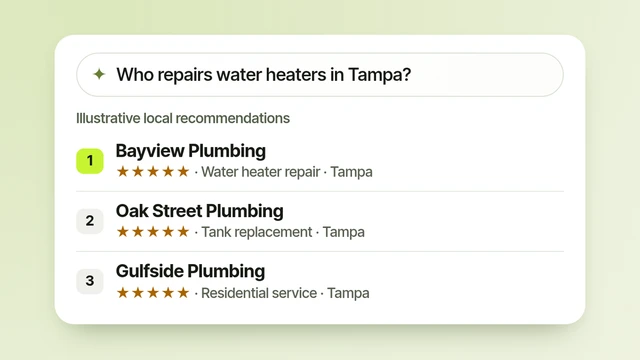 ✦ Who repairs water heaters in Tampa?
Illustrative local recommendations
1 Bayview Plumbing
★★★★★ · Water heater repair · Tampa
2 Oak Street Plumbing
★★★★★ · Tank replacement · Tampa
3 Gulfside Plumbing
★★★★★ · Residential service · Tampa